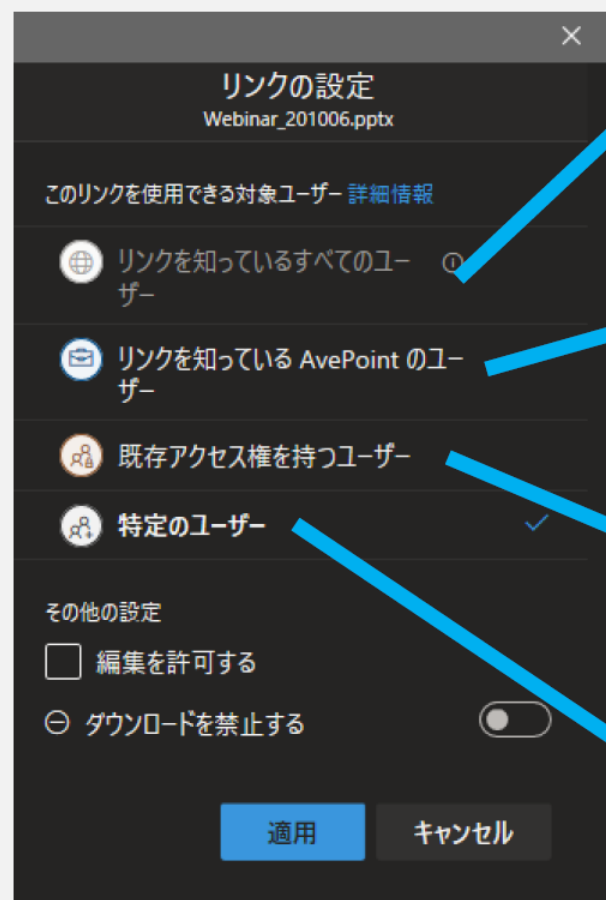 リンクの設定
Webinar_201006.pptx
このリンクを使用できる対象ユーザー 詳細情報
リンクを知っているすべてのユー
ザー
リンクを知っている AvePoint のユー
ザー
既存アクセス権を持つユーザー
特定のユーザー
その他の設定
編集を許可する
ダウンロードを禁止する
適用 キャンセル